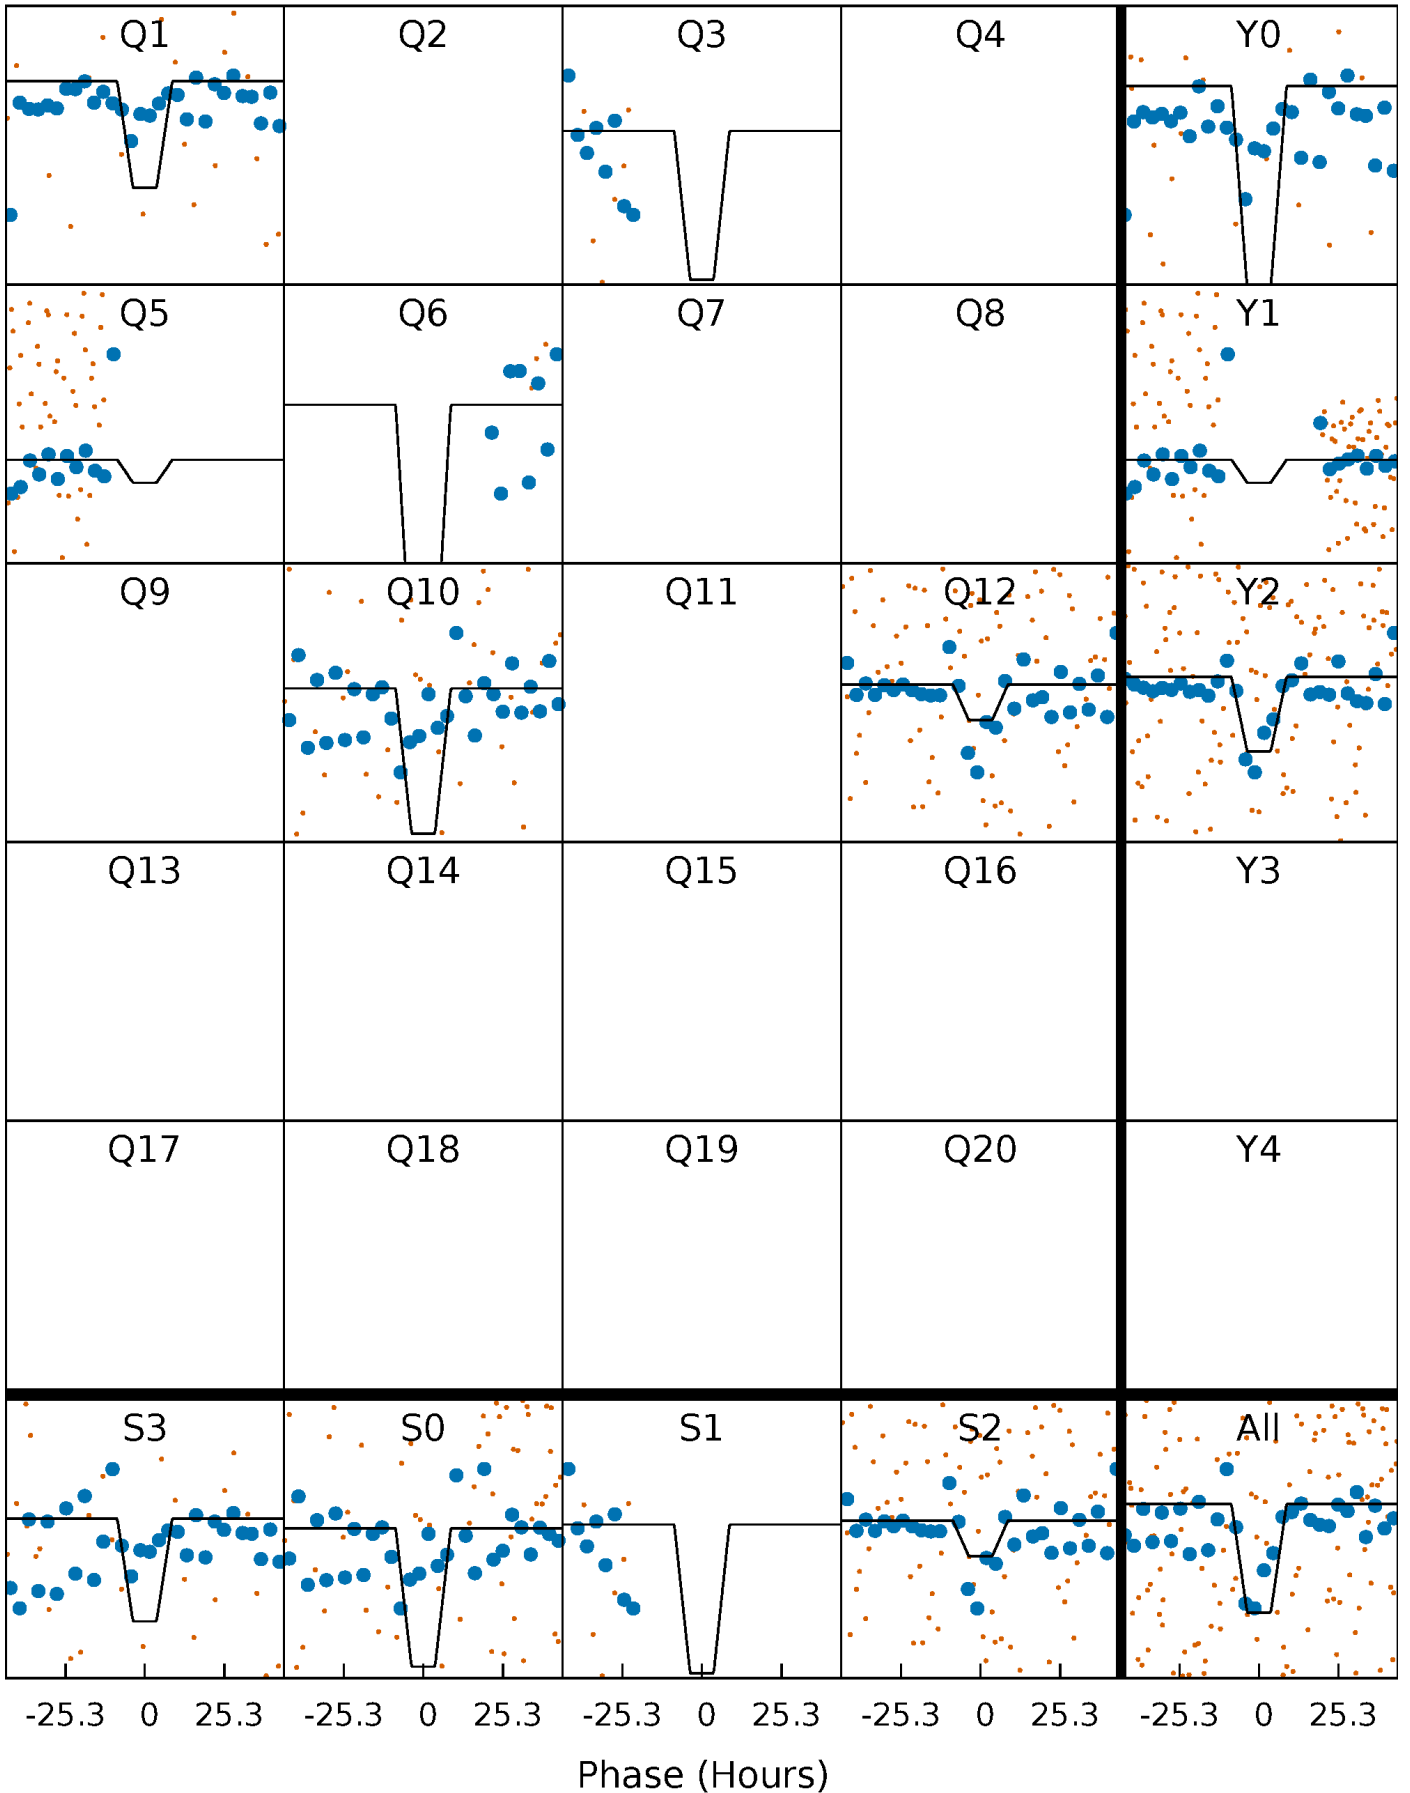 Q1 Q2 Q3 Q4 Y0
Q5 Q6 Q7 Q8 Y1
Q9 Q10 Q11 Q12 Y2
Q13 Q14 Q15 Q16 Y3
Q17 Q18 Q19 Q20 Y4
S3 S0 S1 S2 All
-25.3 0 25.3 -25.3 0 25.3 -25.3 0 25.3 -25.3 0 25.3 -25.3 0 25.3
Phase (Hours)